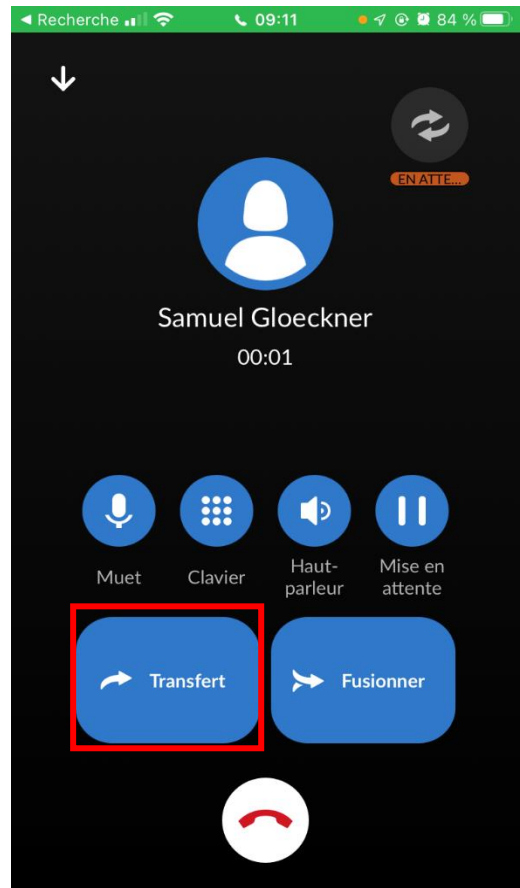 Recherche 09:11 84 %
EN ATTE...
Samuel Gloeckner
00:01
Muet Clavier Haut-
parleur Mise en
attente
Transfert Fusionner